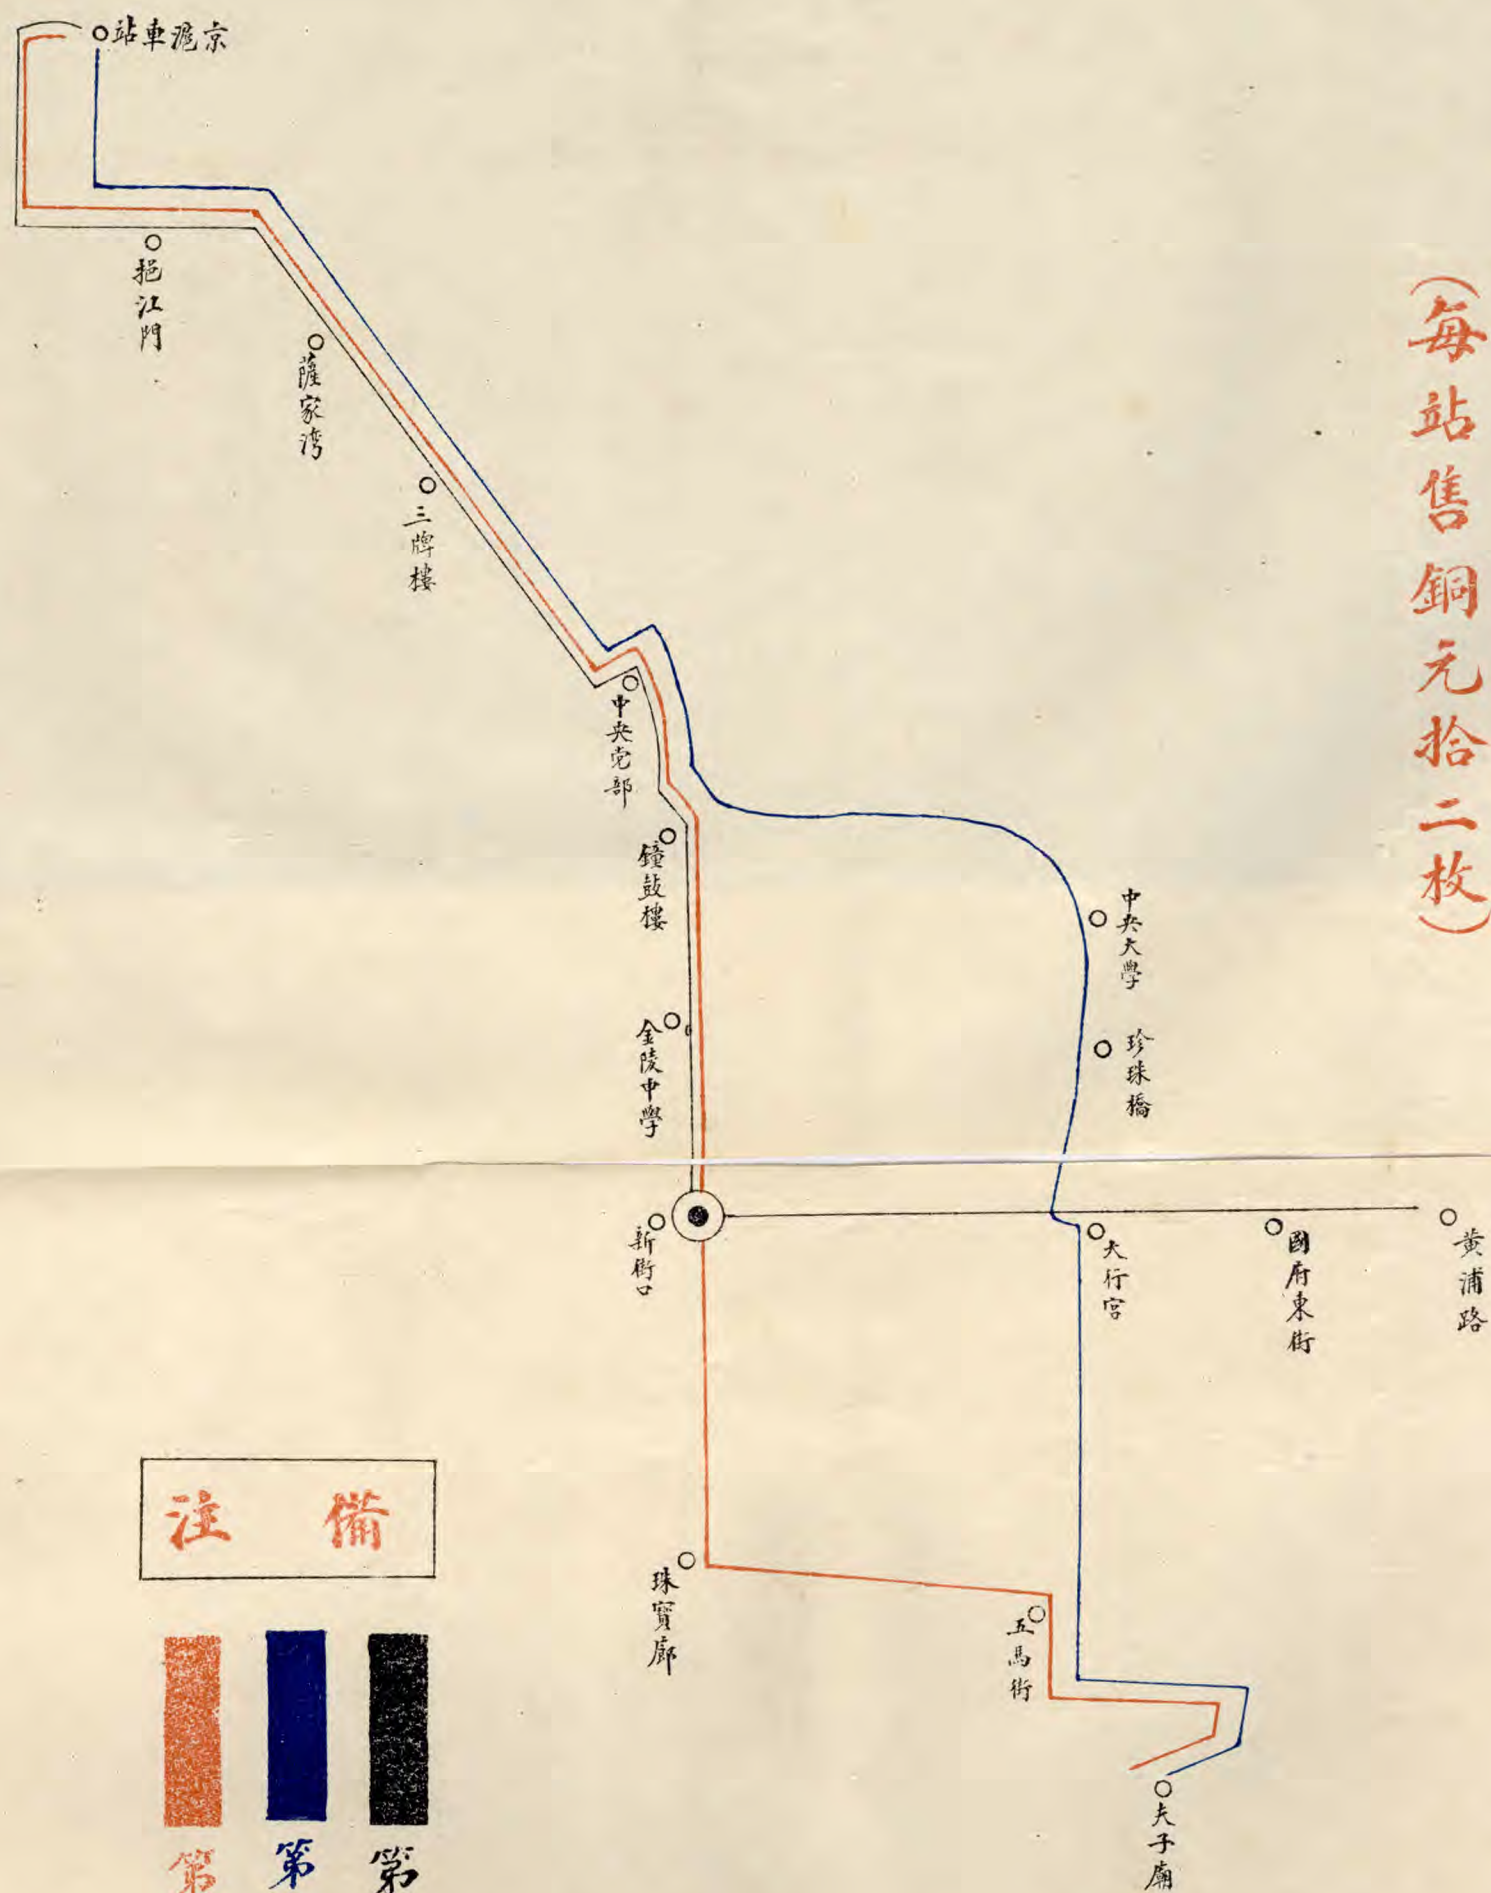 站車滬京
挹江門
薩家湾
三牌樓
中央党部
鐘鼓樓
金陵中學
新街口
中央大學
珍珠橋
大行宮
國府東街
黃浦路
珠寶廊
五馬街
夫子廟
(每站售銅元拾二枚)
注 備
第
第
第